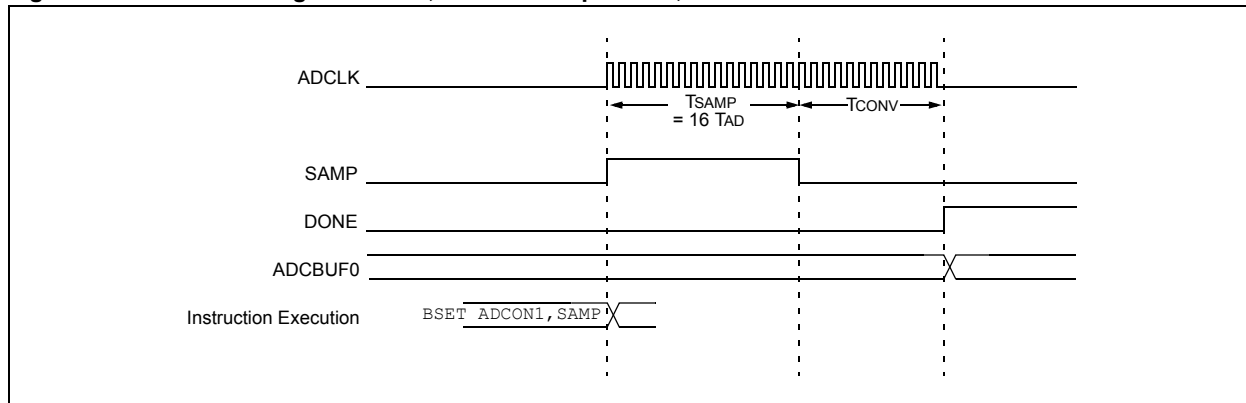 ADCLK
TSAMP
= 16 TAD
TCONV
SAMP
DONE
ADCBUF0
Instruction Execution
BSET ADCON1,SAMP